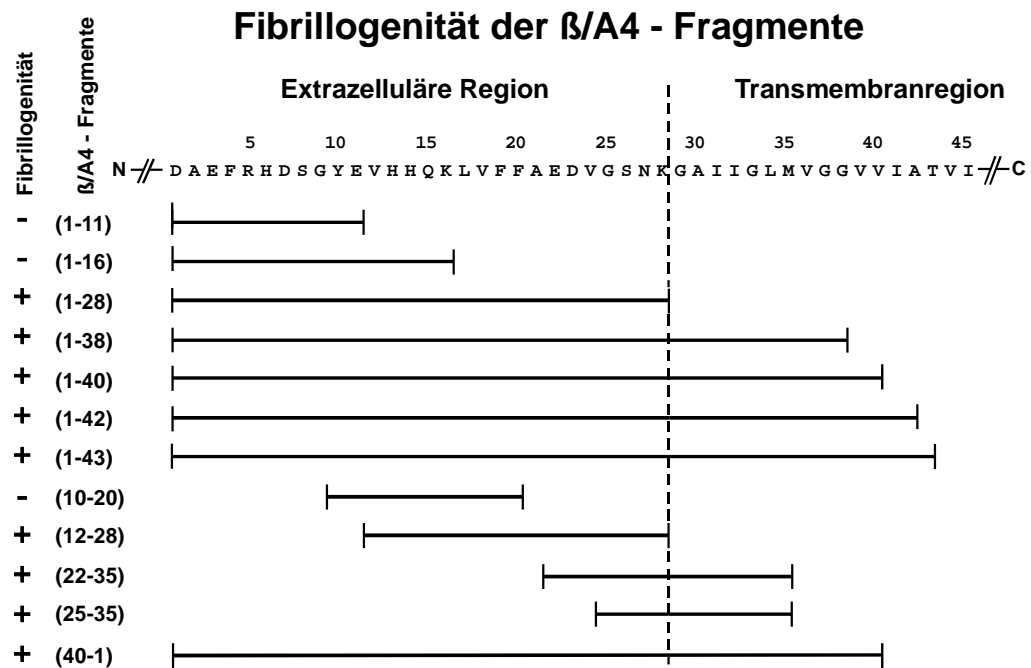 Fibrillogenität der ß/A4 - Fragmente
Fibrillogenität
ß/A4 - Fragmente
Extrazelluläre Region
Transmembranregion
5 10 15 20 25 30 35 40 45
N D A E F R H D S G Y E V H H Q K L V F F A E D V G S N K G A I I G L M V G G V V I A T V I C
- (1-11)
- (1-16)
+ (1-28)
+ (1-38)
+ (1-40)
+ (1-42)
+ (1-43)
- (10-20)
+ (12-28)
+ (22-35)
+ (25-35)
+ (40-1)